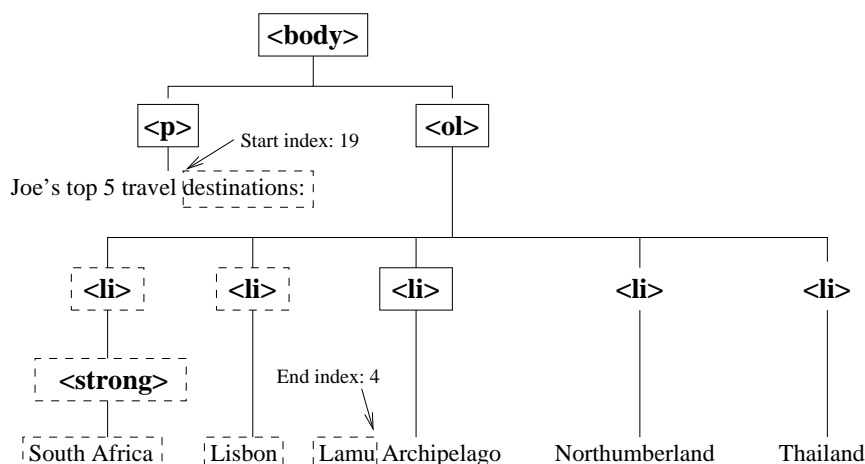 <body>
<p>
<ol>
Start index: 19
Joe's top 5 travel destinations:
<li> <li> <li> <li> <li>
<strong>
End index: 4
South Africa Lisbon Lamu Archipelago Northumberland Thailand